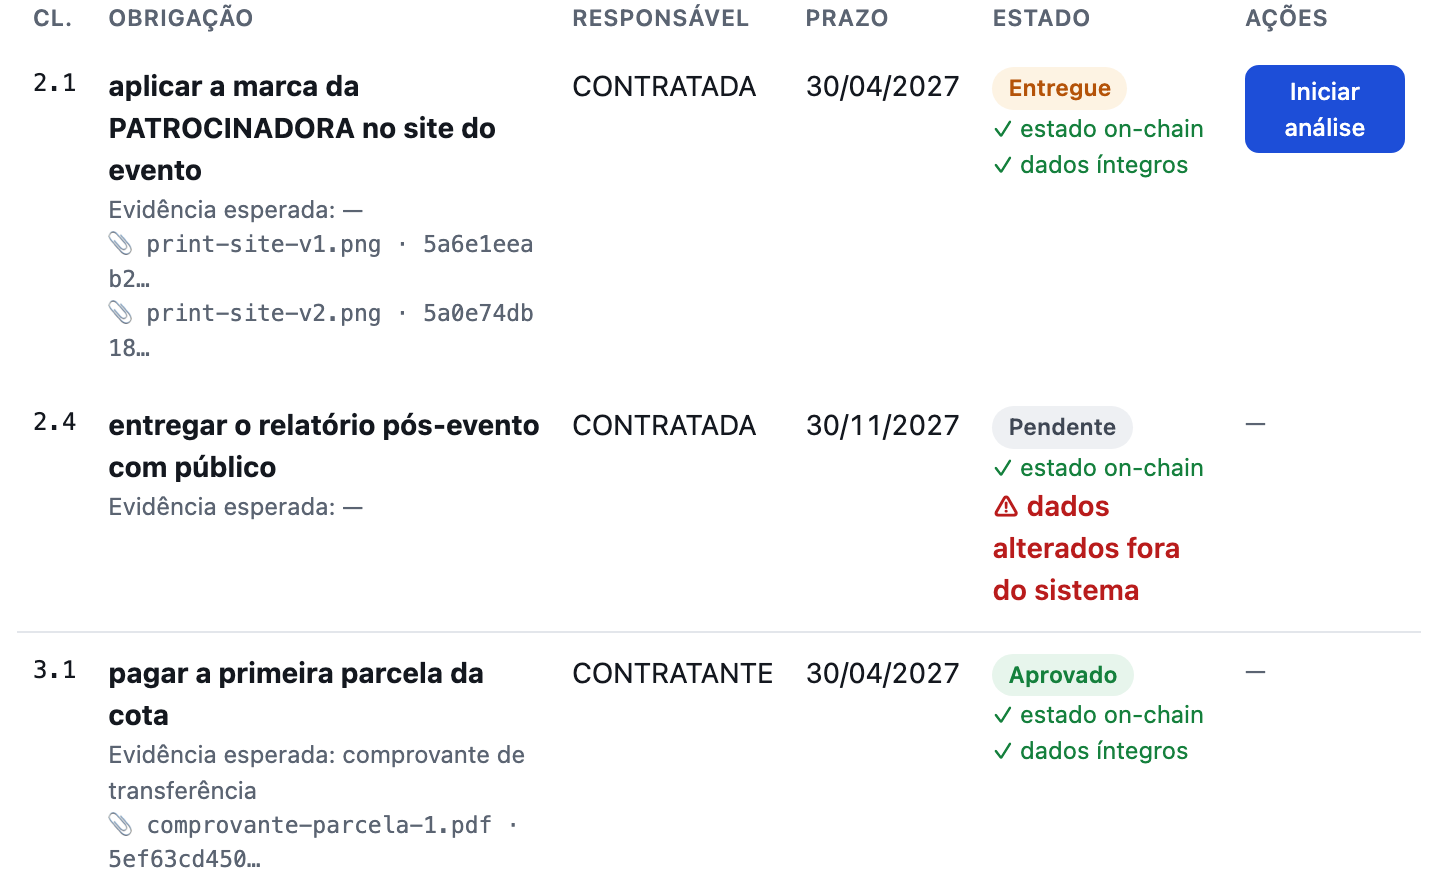 CL. OBRIGAÇÃO RESPONSÁVEL PRAZO ESTADO AÇÕES
2.1 aplicar a marca da CONTRATADA 30/04/2027 Entregue Iniciar
PATROCINADORA no site do ✓ estado on-chain análise
evento ✓ dados íntegros
Evidência esperada: —
📎 print-site-v1.png · 5a6e1eea
b2…
📎 print-site-v2.png · 5a0e74db
18…
2.4 entregar o relatório pós-evento CONTRATADA 30/11/2027 Pendente —
com público ✓ estado on-chain
Evidência esperada: — ⚠ dados
alterados fora
do sistema
3.1 pagar a primeira parcela da CONTRATANTE 30/04/2027 Aprovado —
cota ✓ estado on-chain
Evidência esperada: comprovante de ✓ dados íntegros
transferência
📎 comprovante-parcela-1.pdf ·
5ef63cd450…